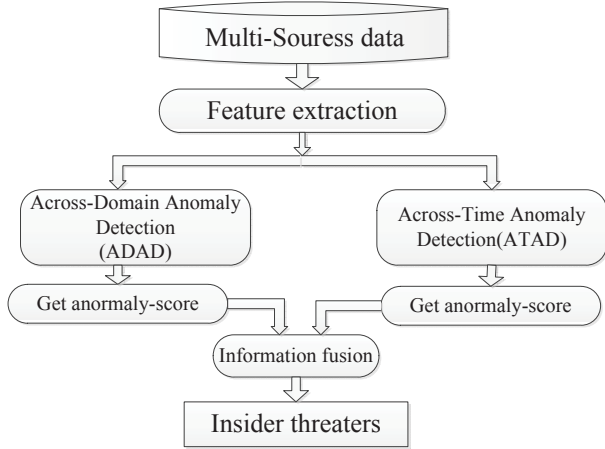 Multi-Souress data
Feature extraction
Across-Domain Anomaly
Detection
(ADAD)
Across-Time Anomaly
Detection(ATAD)
Get anormaly-score
Get anormaly-score
Information fusion
Insider threaters